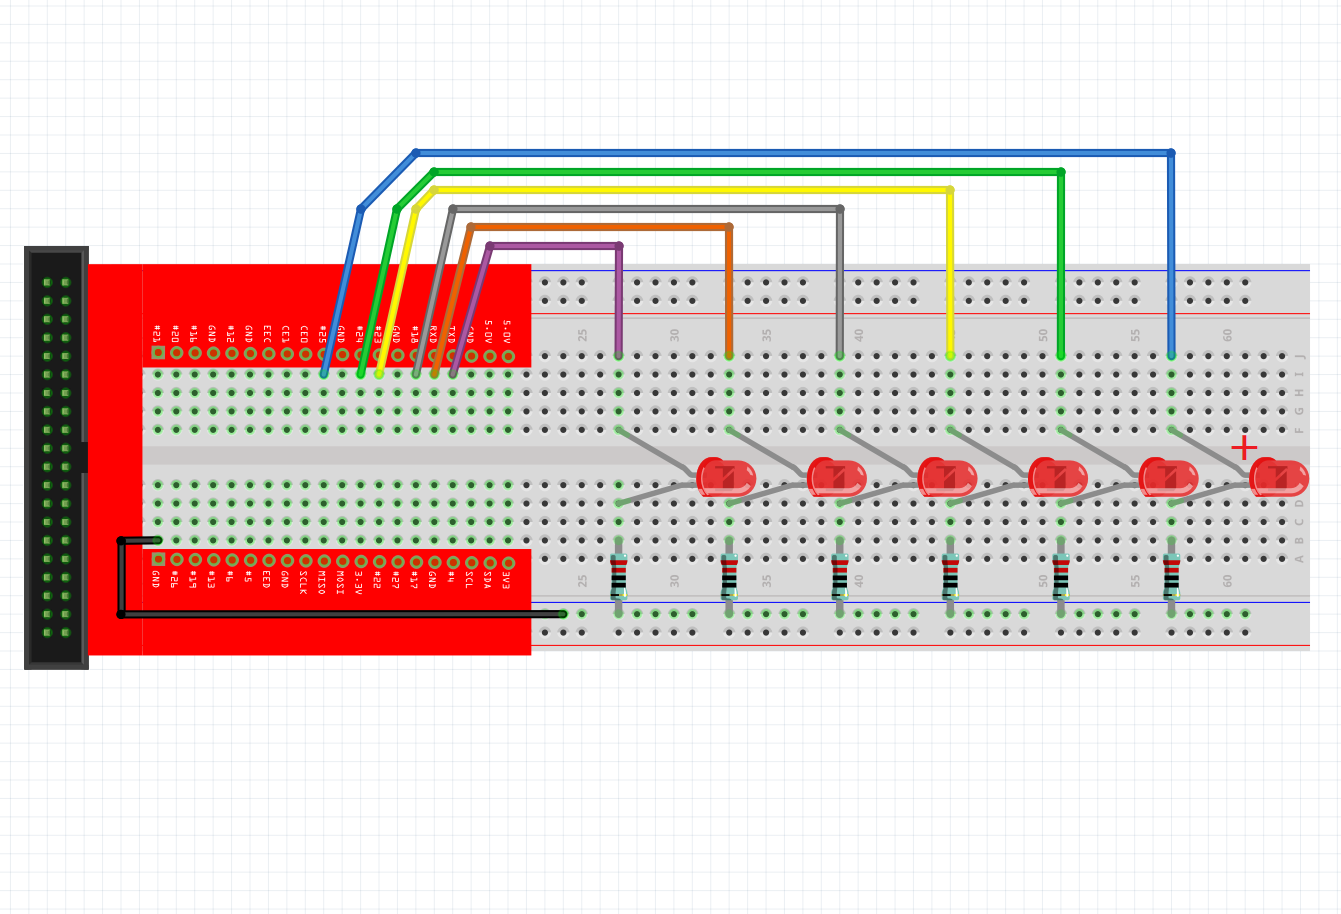 #21 #20 #16 GND #12 GND EEC CE1 CE0 #25 GND #24 #23 GND #18 RXD TXD GND 5.0V 5.0V
25 30 35 40 50 55 60
J
I
H
G
F
D
C
B
A
GND #26 #19 #13 #6 #5 EED GND SCLK MISO MOSI 3.3V #22 #27 #17 GND #4 SCL SDA 3V3
25 30 35 40 50 55 60